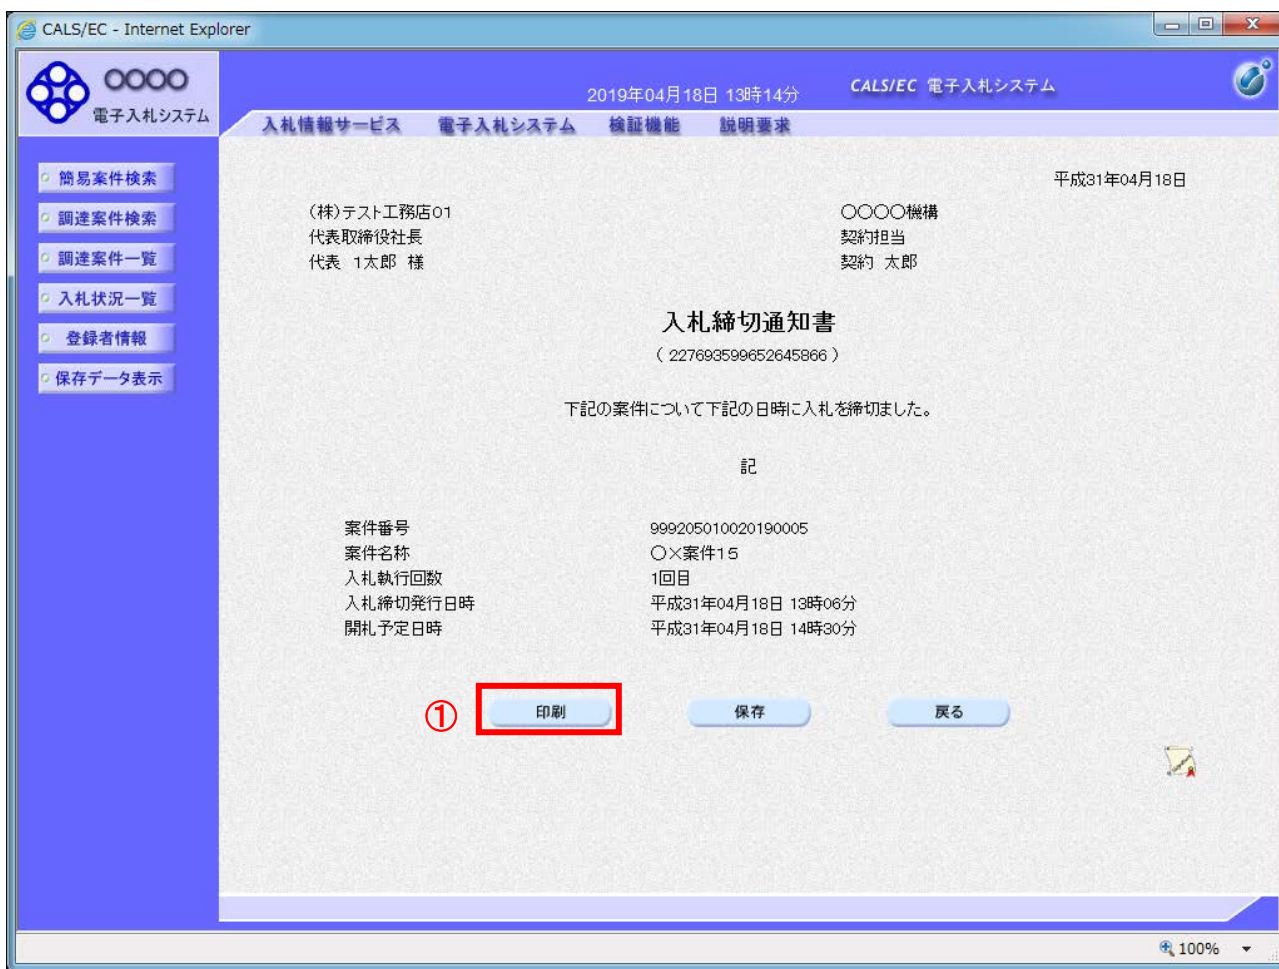 CALS/EC - Internet Explorer
〇〇〇〇
電子入札システム
2019年04月18日 13時14分
CALS/EC 電子入札システム
入札情報サービス 電子入札システム 検証機能 説明要求
簡易案件検索
調達案件検索
調達案件一覧
入札状況一覧
登録者情報
保存データ表示
平成31年04月18日
(株)テスト工務店01
代表取締役社長
代表 1太郎 様
〇〇〇〇機構
契約担当
契約 太郎
入札締切通知書
( 227693599652645866 )
下記の案件について下記の日時に入札を締切ました。
記
案件番号 999205010020190005
案件名称 〇×案件15
入札執行回数 1回目
入札締切発行日時 平成31年04月18日 13時06分
開札予定日時 平成31年04月18日 14時30分
① 印刷 保存 戻る
100%